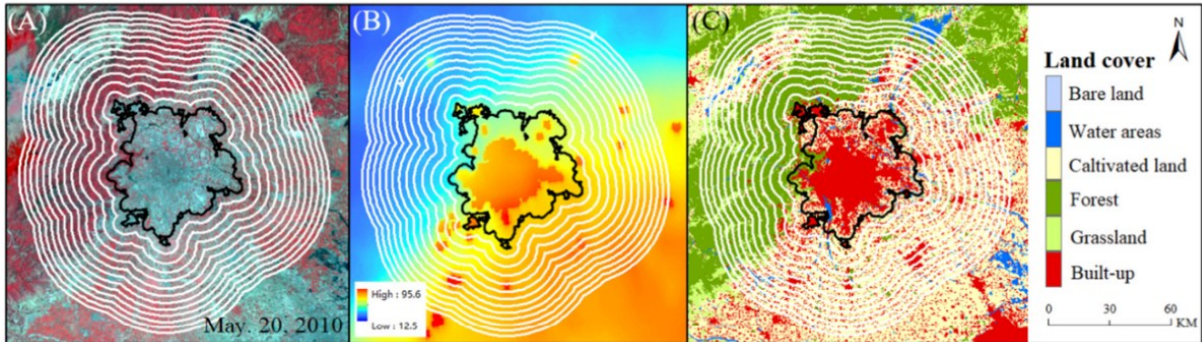 (A)
May. 20, 2010
(B)
High : 95.6
Low : 12.5
(C)
N
Land cover
Bare land
Water areas
Caltivated land
Forest
Grassland
Built-up
0 30 60
KM